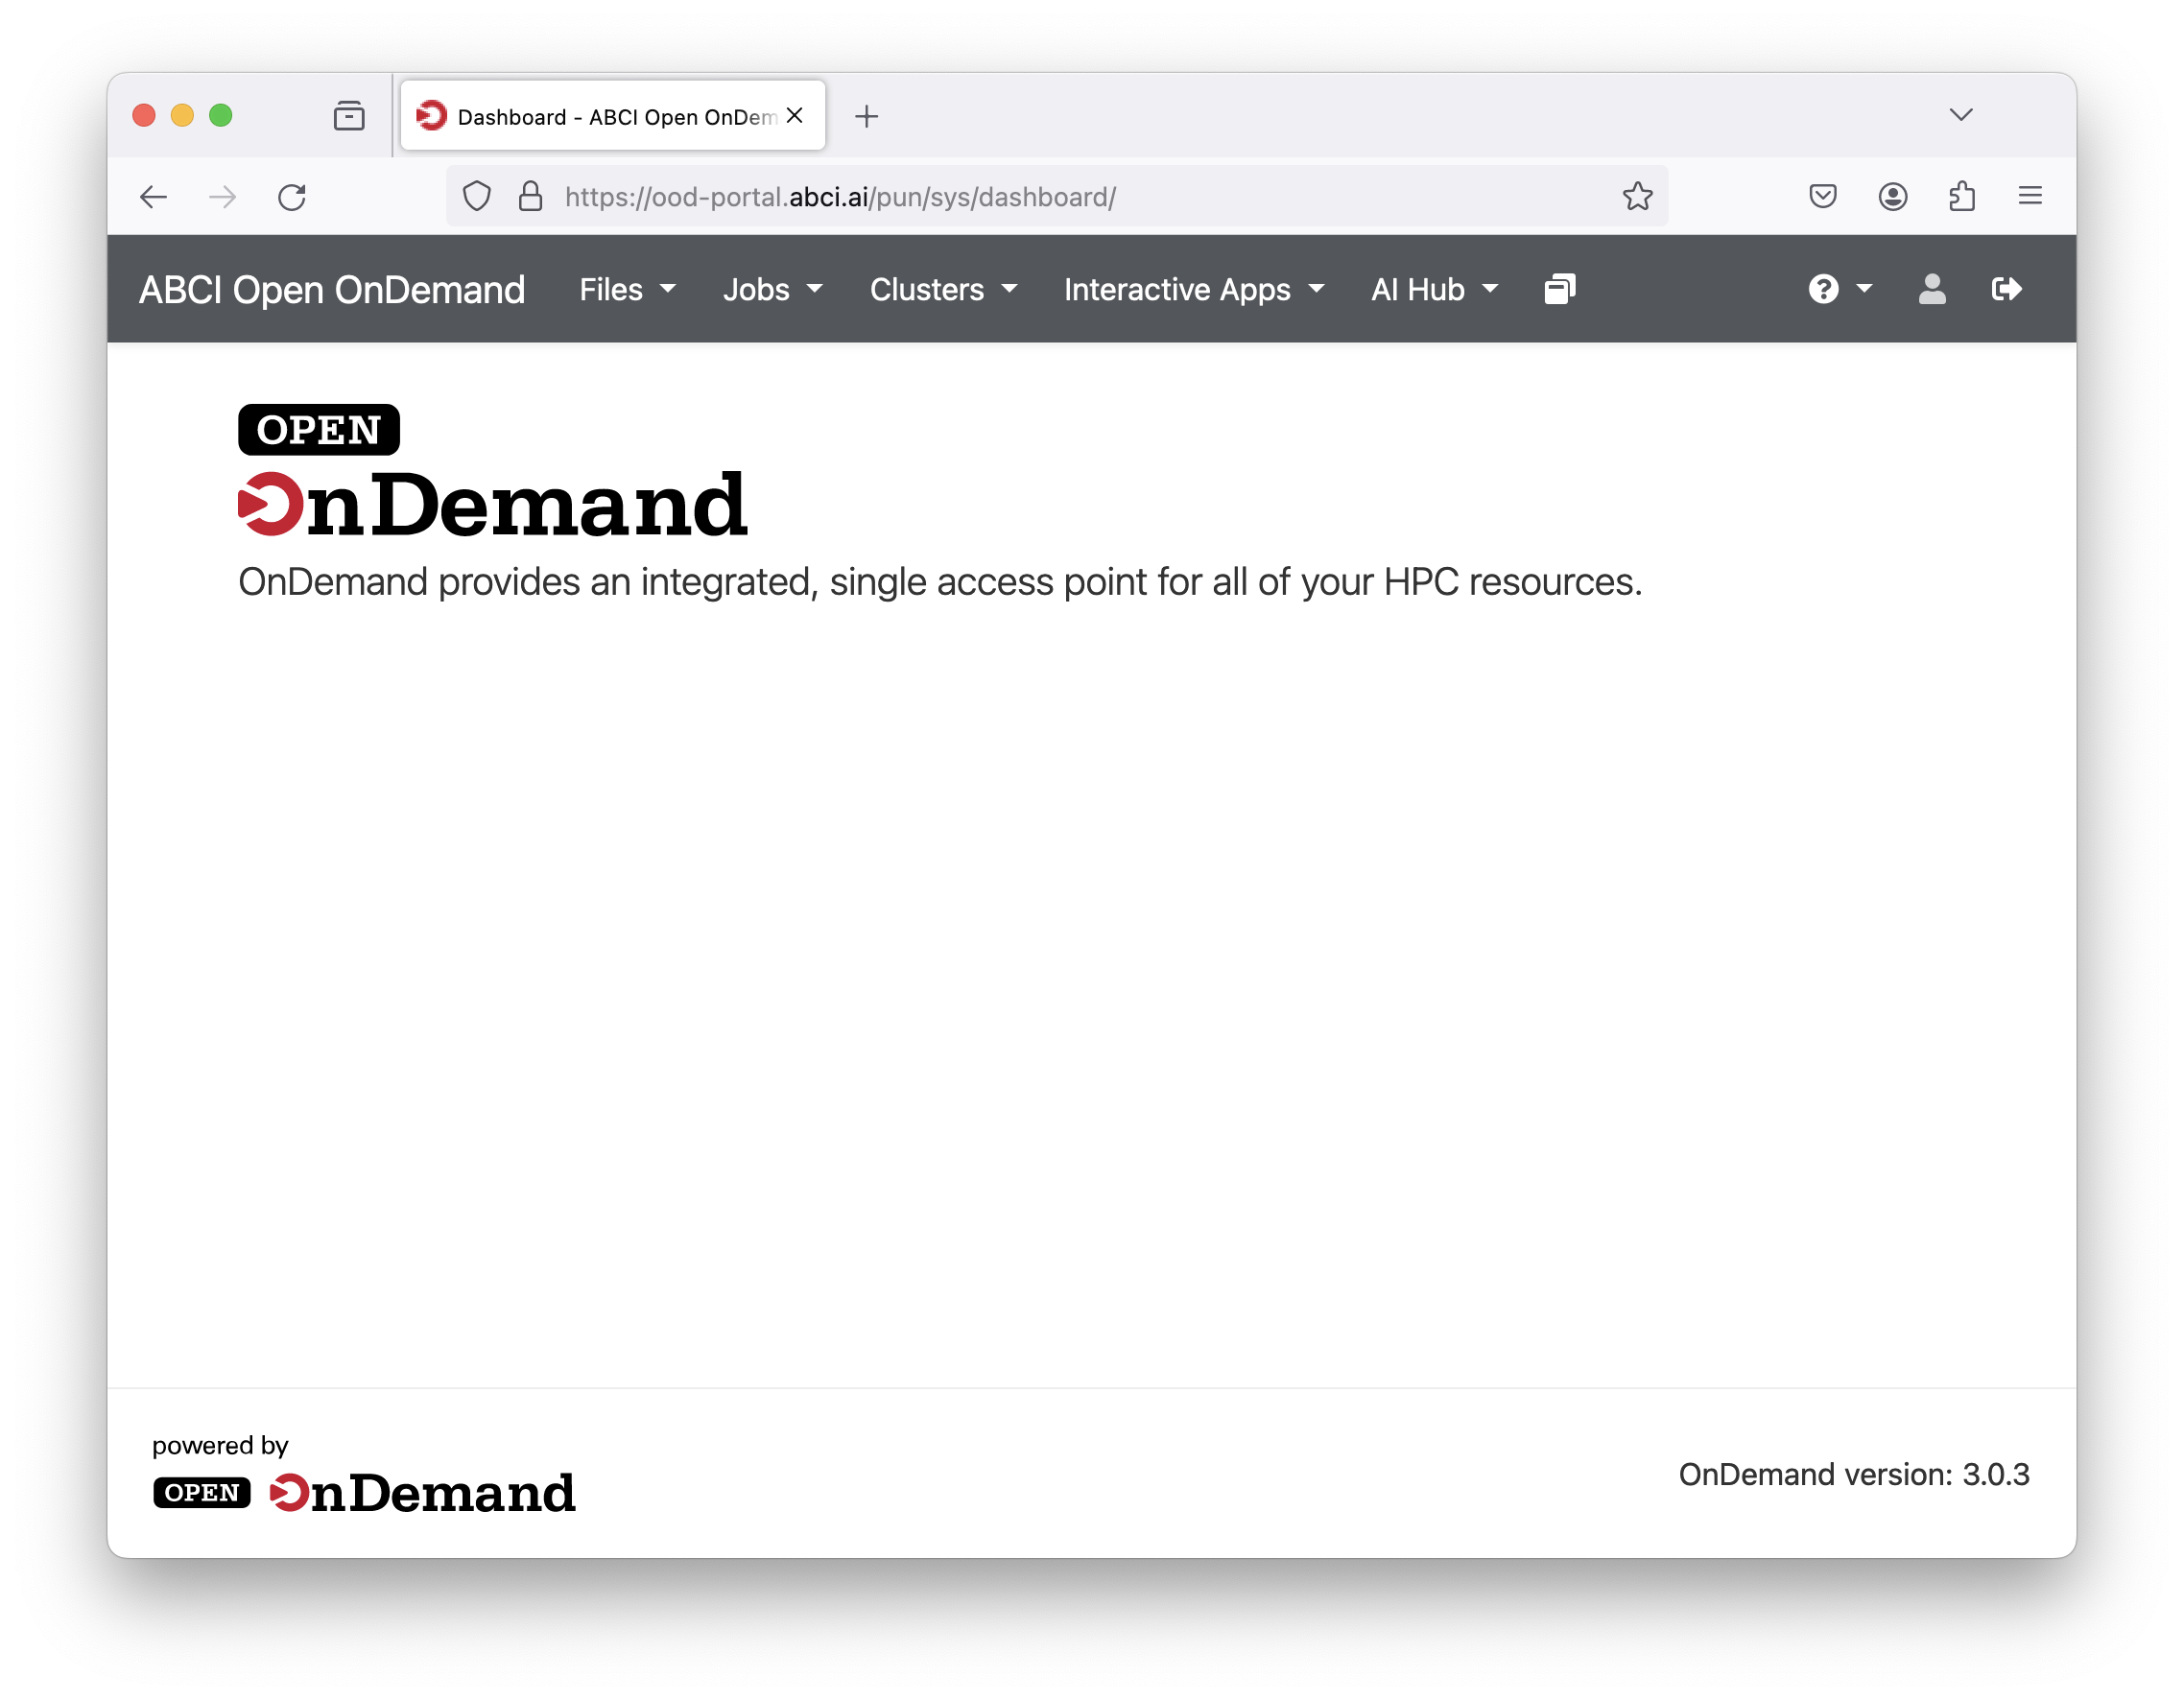 Dashboard - ABCI Open OnDem
https://ood-portal.abci.ai/pun/sys/dashboard/
ABCI Open OnDemand Files Jobs Clusters Interactive Apps AI Hub
OPEN
OnDemand
OnDemand provides an integrated, single access point for all of your HPC resources.
powered by
OPEN OnDemand
OnDemand version: 3.0.3